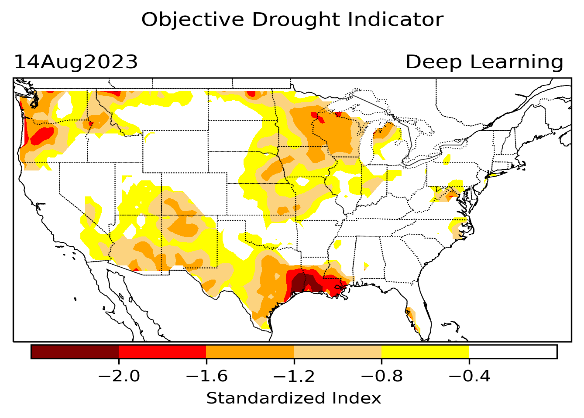 Objective Drought Indicator
14Aug2023 Deep Learning
−2.0 −1.6 −1.2 −0.8 −0.4
Standardized Index